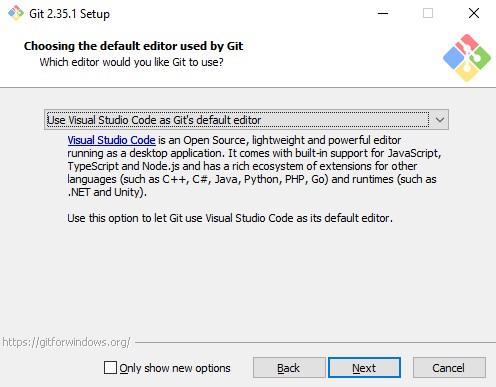 Git 2.35.1 Setup
Choosing the default editor used by Git
Which editor would you like Git to use?
Use Visual Studio Code as Git's default editor
Visual Studio Code is an Open Source, lightweight and powerful editor
running as a desktop application. It comes with built-in support for JavaScript,
TypeScript and Node.js and has a rich ecosystem of extensions for other
languages (such as C++, C#, Java, Python, PHP, Go) and runtimes (such as
.NET and Unity).
Use this option to let Git use Visual Studio Code as its default editor.
https://gitforwindows.org/
Only show new options Back Next Cancel